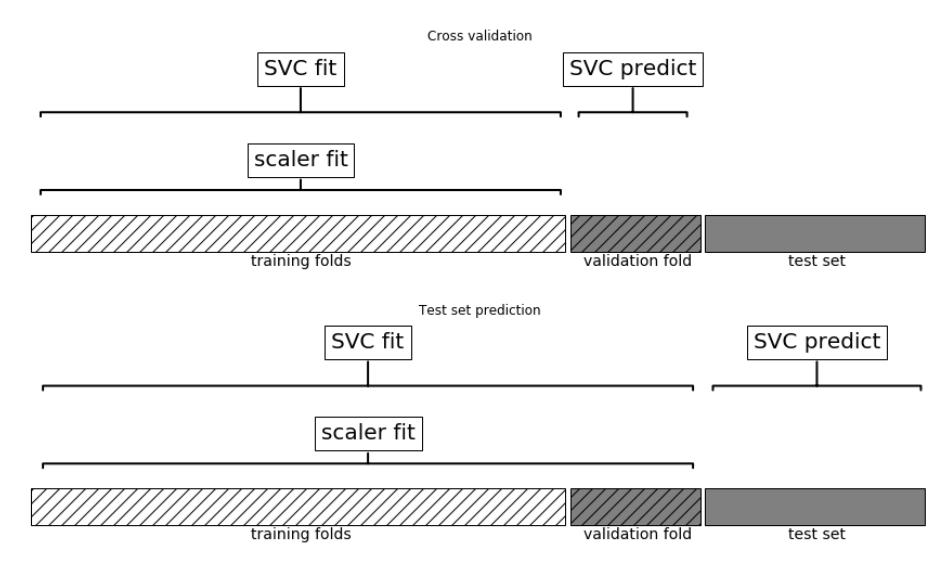 Cross validation
SVC fit
SVC predict
scaler fit
training folds
validation fold
test set
Test set prediction
SVC fit
SVC predict
scaler fit
training folds
validation fold
test set